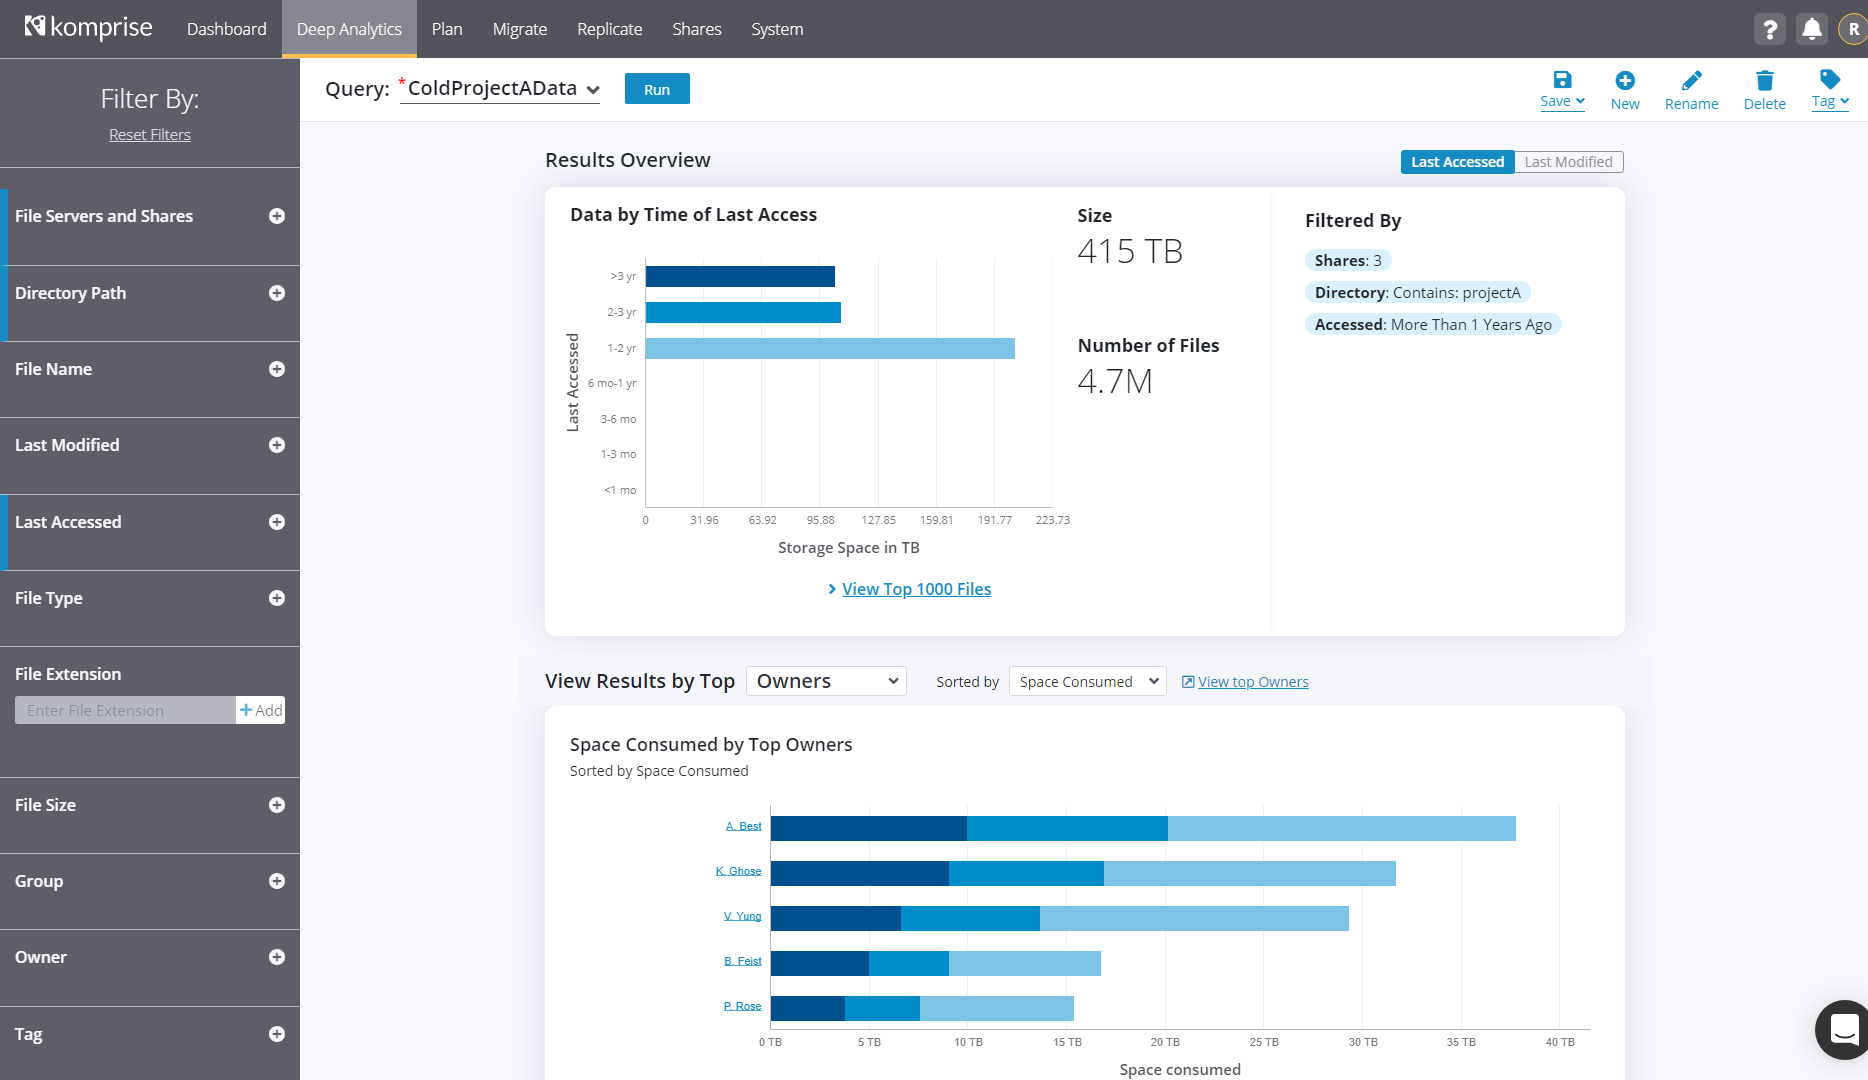 komprise
Dashboard
Deep Analytics
Plan
Migrate
Replicate
Shares
System
?
R
Filter By:
Reset Filters
File Servers and Shares
Directory Path
File Name
Last Modified
Last Accessed
File Type
File Extension
Enter File Extension
+ Add
File Size
Group
Owner
Tag
Query: *ColdProjectAData
Run
Save
New
Rename
Delete
Tag
Results Overview
Last Accessed
Last Modified
Data by Time of Last Access
Last Accessed
>3 yr
2-3 yr
1-2 yr
6 mo-1 yr
3-6 mo
1-3 mo
<1 mo
0 31.96 63.92 95.88 127.85 159.81 191.77 223.73
Storage Space in TB
View Top 1000 Files
Size
415 TB
Number of Files
4.7M
Filtered By
Shares: 3
Directory: Contains: projectA
Accessed: More Than 1 Years Ago
View Results by Top Owners
Sorted by Space Consumed
View top Owners
Space Consumed by Top Owners
Sorted by Space Consumed
A. Best
K. Ghose
V. Yung
B. Feist
P. Rose
0 TB 5 TB 10 TB 15 TB 20 TB 25 TB 30 TB 35 TB 40 TB
Space consumed